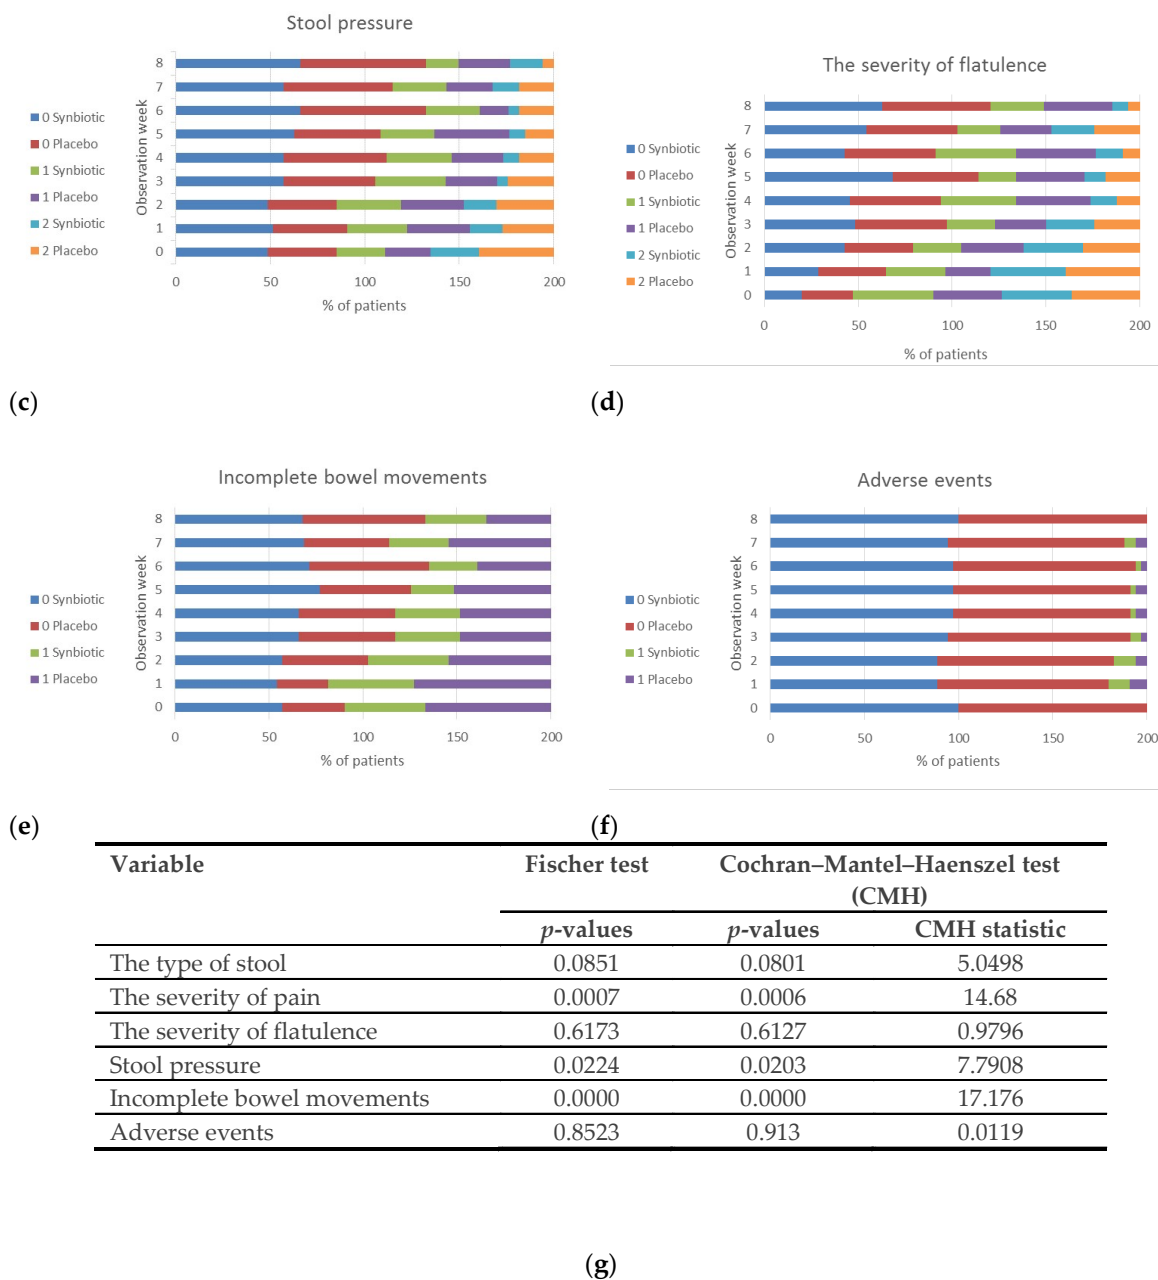 Stool pressure
0 Synbiotic
0 Placebo
1 Synbiotic
1 Placebo
2 Synbiotic
2 Placebo
Observation week
8
7
6
5
4
3
2
1
0
0 50 100 150 200
% of patients
(c)
The severity of flatulence
0 Synbiotic
0 Placebo
1 Synbiotic
1 Placebo
2 Synbiotic
2 Placebo
Observation week
8
7
6
5
4
3
2
1
0
0 50 100 150 200
% of patients
(d)
Incomplete bowel movements
0 Synbiotic
0 Placebo
1 Synbiotic
1 Placebo
Observation week
8
7
6
5
4
3
2
1
0
0 50 100 150 200
% of patients
(e)
Adverse events
0 Synbiotic
0 Placebo
1 Synbiotic
1 Placebo
Observation week
8
7
6
5
4
3
2
1
0
0 50 100 150 200
% of patients
(f)
Variable Fischer test Cochran–Mantel–Haenszel test
(CMH)
p-values p-values CMH statistic
The type of stool 0.0851 0.0801 5.0498
The severity of pain 0.0007 0.0006 14.68
The severity of flatulence 0.6173 0.6127 0.9796
Stool pressure 0.0224 0.0203 7.7908
Incomplete bowel movements 0.0000 0.0000 17.176
Adverse events 0.8523 0.913 0.0119
(g)